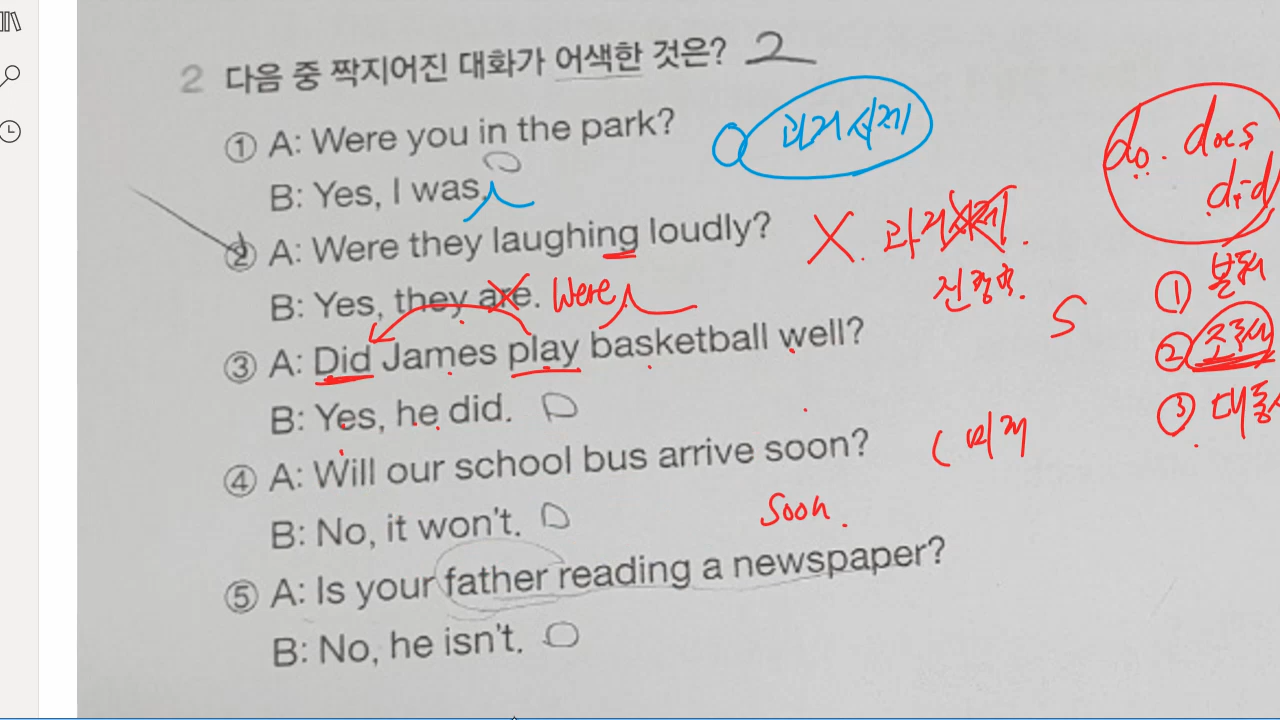 2 다음 중 짝지어진 대화가 어색한 것은? 2
① A: Were you in the park? 과거시제
B: Yes, I was.
② A: Were they laughing loudly? X. 과거시제.
B: Yes, they are. Were 진행형.
③ A: Did James play basketball well?
B: Yes, he did.
④ A: Will our school bus arrive soon? (미래
B: No, it won't. Soon.
⑤ A: Is your father reading a newspaper?
B: No, he isn't.
do. does
did
①
② 조동사
③ 대동사
S